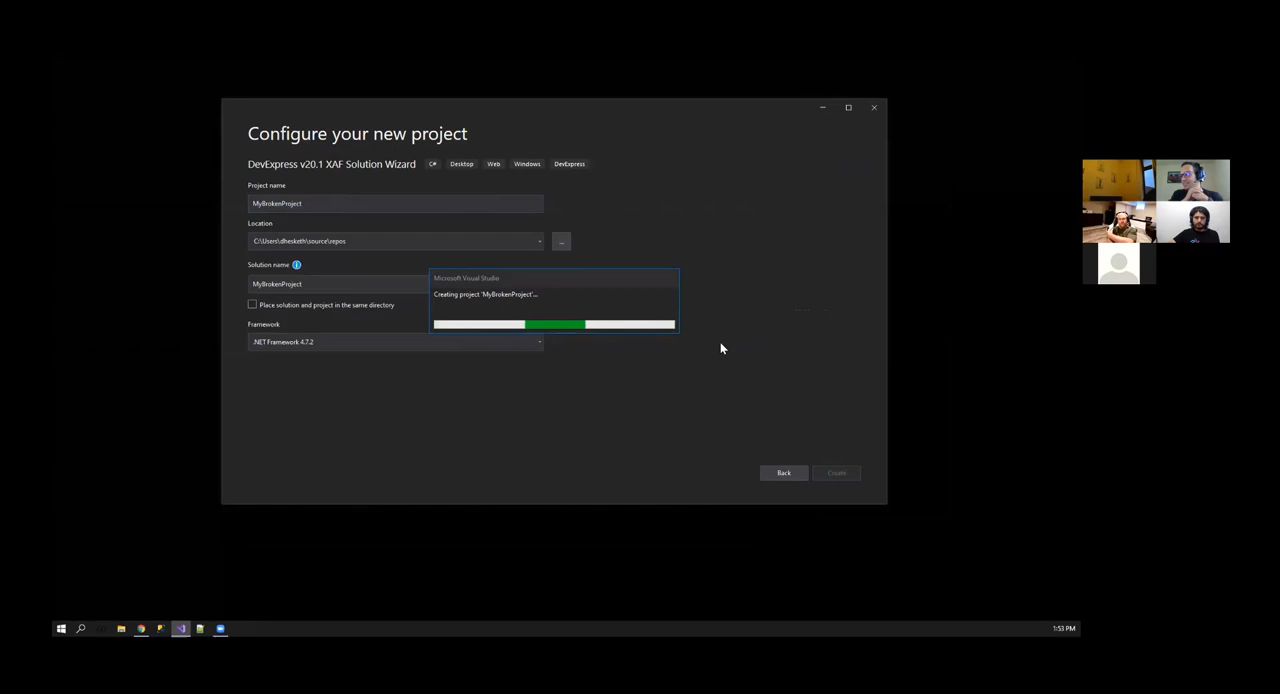 Configure your new project
DevExpress v20.1 XAF Solution Wizard C# Desktop Web Windows DevExpress
Project name
MyBrokenProject
Location
C:\Users\dhesketh\source\repos
...
Solution name
MyBrokenProject
Microsoft Visual Studio
Creating project 'MyBrokenProject'...
Place solution and project in the same directory
Framework
.NET Framework 4.7.2
Back
Create
1:53 PM